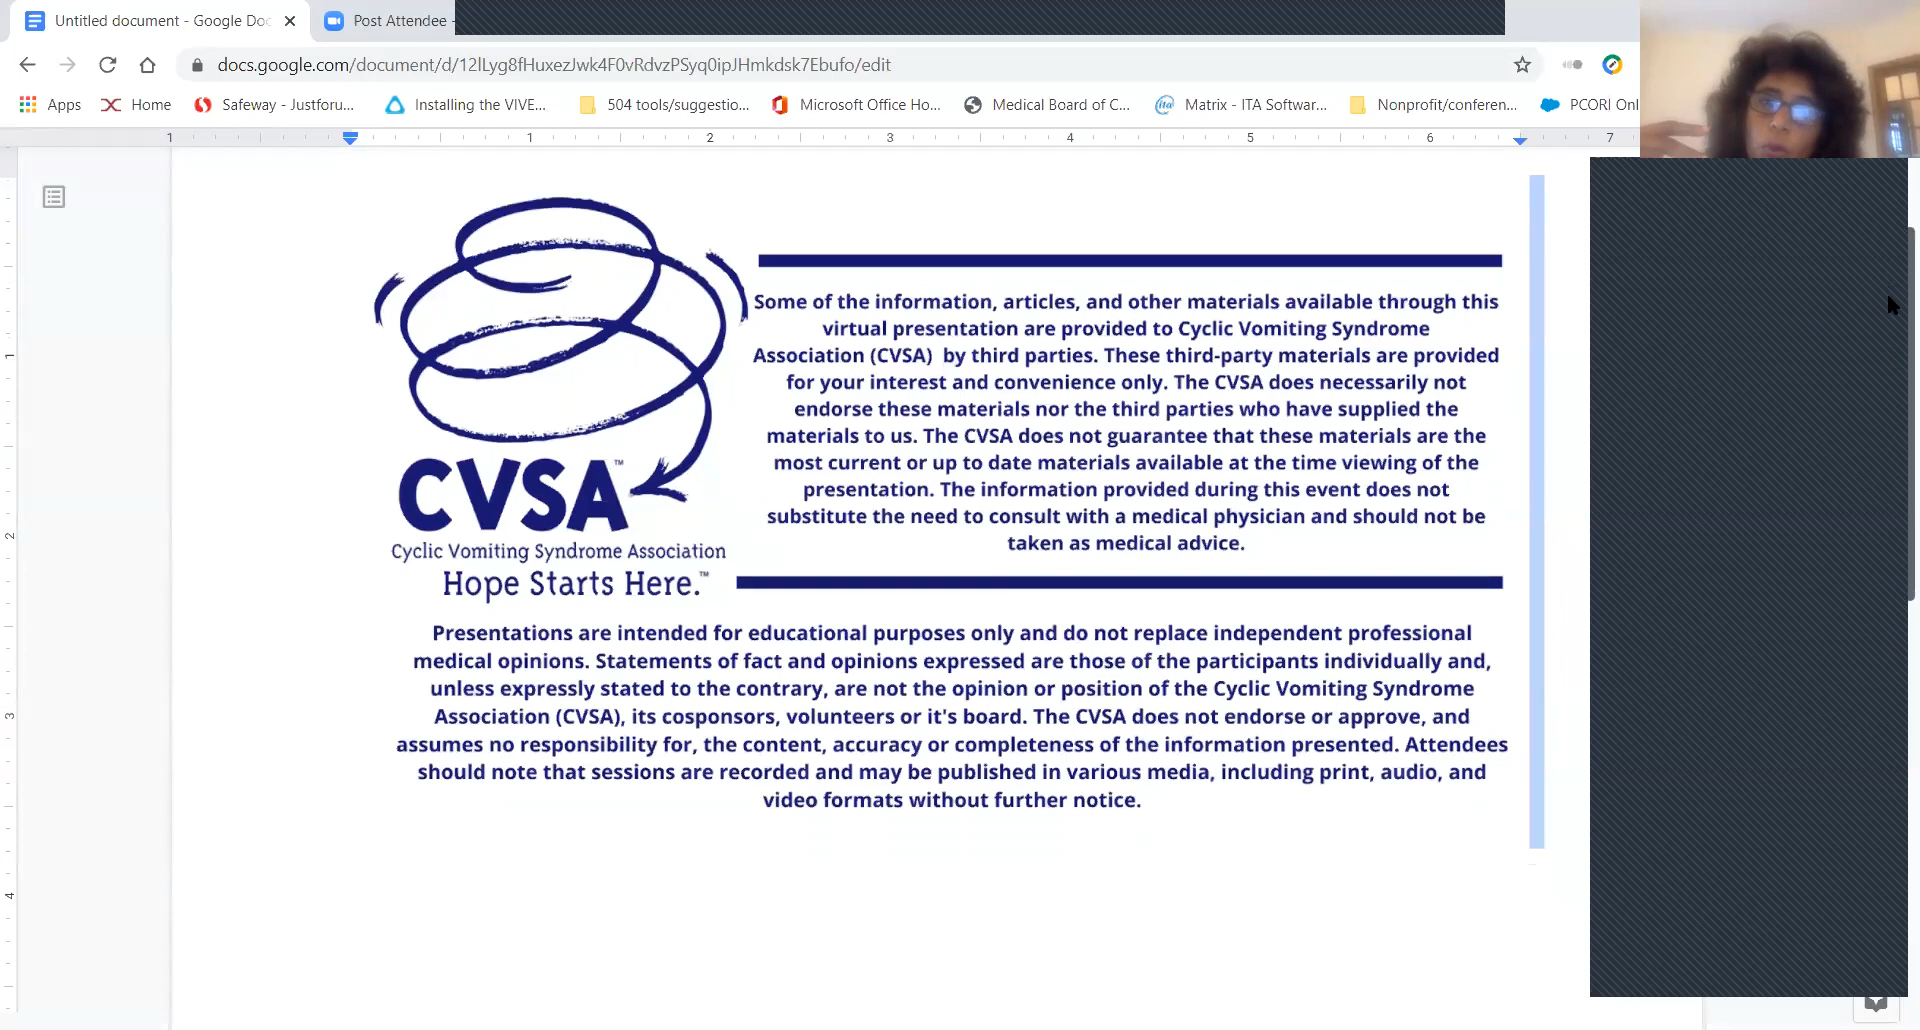 Untitled document - Google Doc
Post Attendee -
docs.google.com/document/d/12lLyg8fHuxezJwk4F0vRdvzPSyq0ipJHmkdsk7Ebufo/edit
Apps Home Safeway - Justforu... Installing the VIVE... 504 tools/suggestio... Microsoft Office Ho... Medical Board of C... Matrix - ITA Softwar... Nonprofit/conferen... PCORI Onl
1 1 2 3 4 5 6 7
Some of the information, articles, and other materials available through this
virtual presentation are provided to Cyclic Vomiting Syndrome
Association (CVSA) by third parties. These third-party materials are provided
for your interest and convenience only. The CVSA does necessarily not
endorse these materials nor the third parties who have supplied the
materials to us. The CVSA does not guarantee that these materials are the
most current or up to date materials available at the time viewing of the
presentation. The information provided during this event does not
substitute the need to consult with a medical physician and should not be
taken as medical advice.
CVSA™
Cyclic Vomiting Syndrome Association
Hope Starts Here.™
Presentations are intended for educational purposes only and do not replace independent professional
medical opinions. Statements of fact and opinions expressed are those of the participants individually and,
unless expressly stated to the contrary, are not the opinion or position of the Cyclic Vomiting Syndrome
Association (CVSA), its cosponsors, volunteers or it's board. The CVSA does not endorse or approve, and
assumes no responsibility for, the content, accuracy or completeness of the information presented. Attendees
should note that sessions are recorded and may be published in various media, including print, audio, and
video formats without further notice.
1
2
3
4